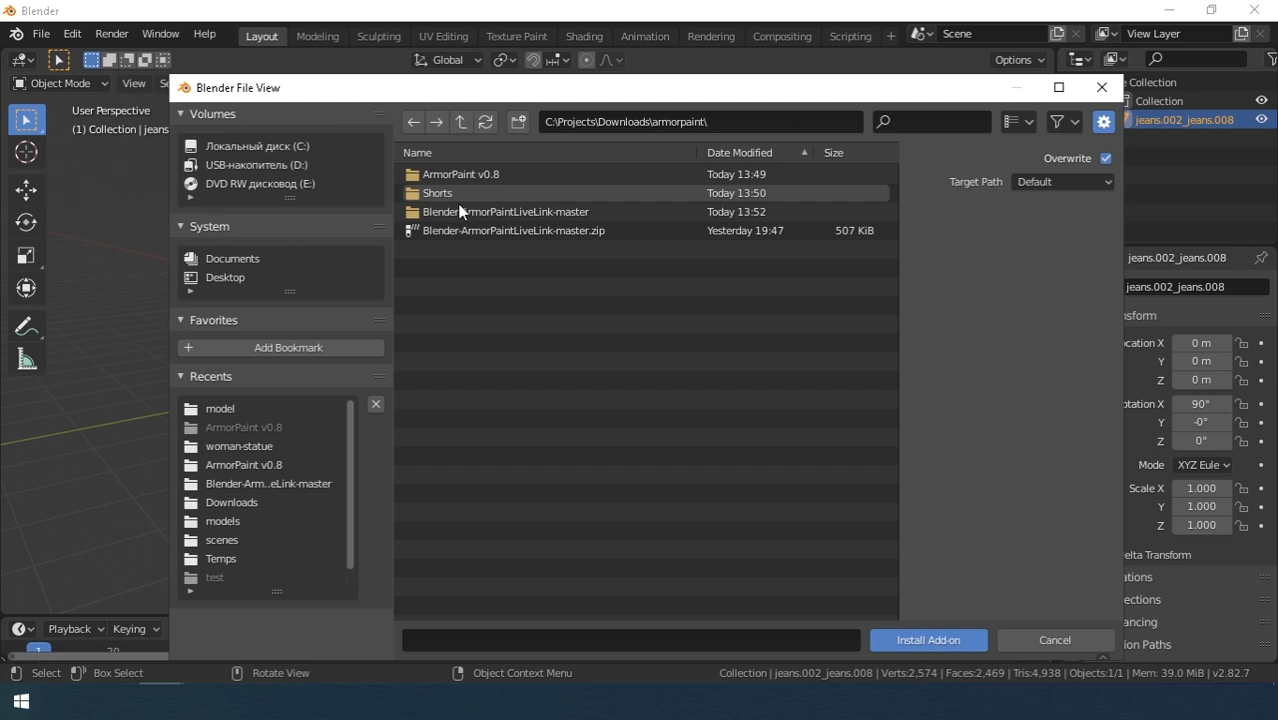 Blender
File Edit Render Window Help Layout Modeling Sculpting UV Editing Texture Paint Shading Animation Rendering Compositing Scripting + Scene View Layer
Global Options
Object Mode View
Blender File View
User Perspective
(1) Collection | jeans
Volumes
Локальный диск (C:)
USB-накопитель (D:)
DVD RW дисковод (E:)
System
Documents
Desktop
Favorites
+ Add Bookmark
Recents
model
ArmorPaint v0.8
woman-statue
ArmorPaint v0.8
Blender-Arm..eLink-master
Downloads
models
scenes
Temps
test
C:\Projects\Downloads\armorpaint\
Name Date Modified Size
ArmorPaint v0.8 Today 13:49
Shorts Today 13:50
Blender-ArmorPaintLiveLink-master Today 13:52
Blender-ArmorPaintLiveLink-master.zip Yesterday 19:47 507 KiB
Overwrite
Target Path Default
Install Add-on Cancel
e Collection
Collection
jeans.002_jeans.008
jeans.002_jeans.008
jeans.002_jeans.008
nsform
ocation X 0 m
Y 0 m
Z 0 m
otation X 90°
Y -0°
Z 0°
Mode XYZ Eule
Scale X 1.000
Y 1.000
Z 1.000
elta Transform
ations
ections
ancing
ion Paths
Playback Keying
1 20
Select Box Select Rotate View Object Context Menu Collection | jeans.002_jeans.008 | Verts:2,574 | Faces:2,469 | Tris:4,938 | Objects:1/1 | Mem: 39.0 MiB | v2.82.7